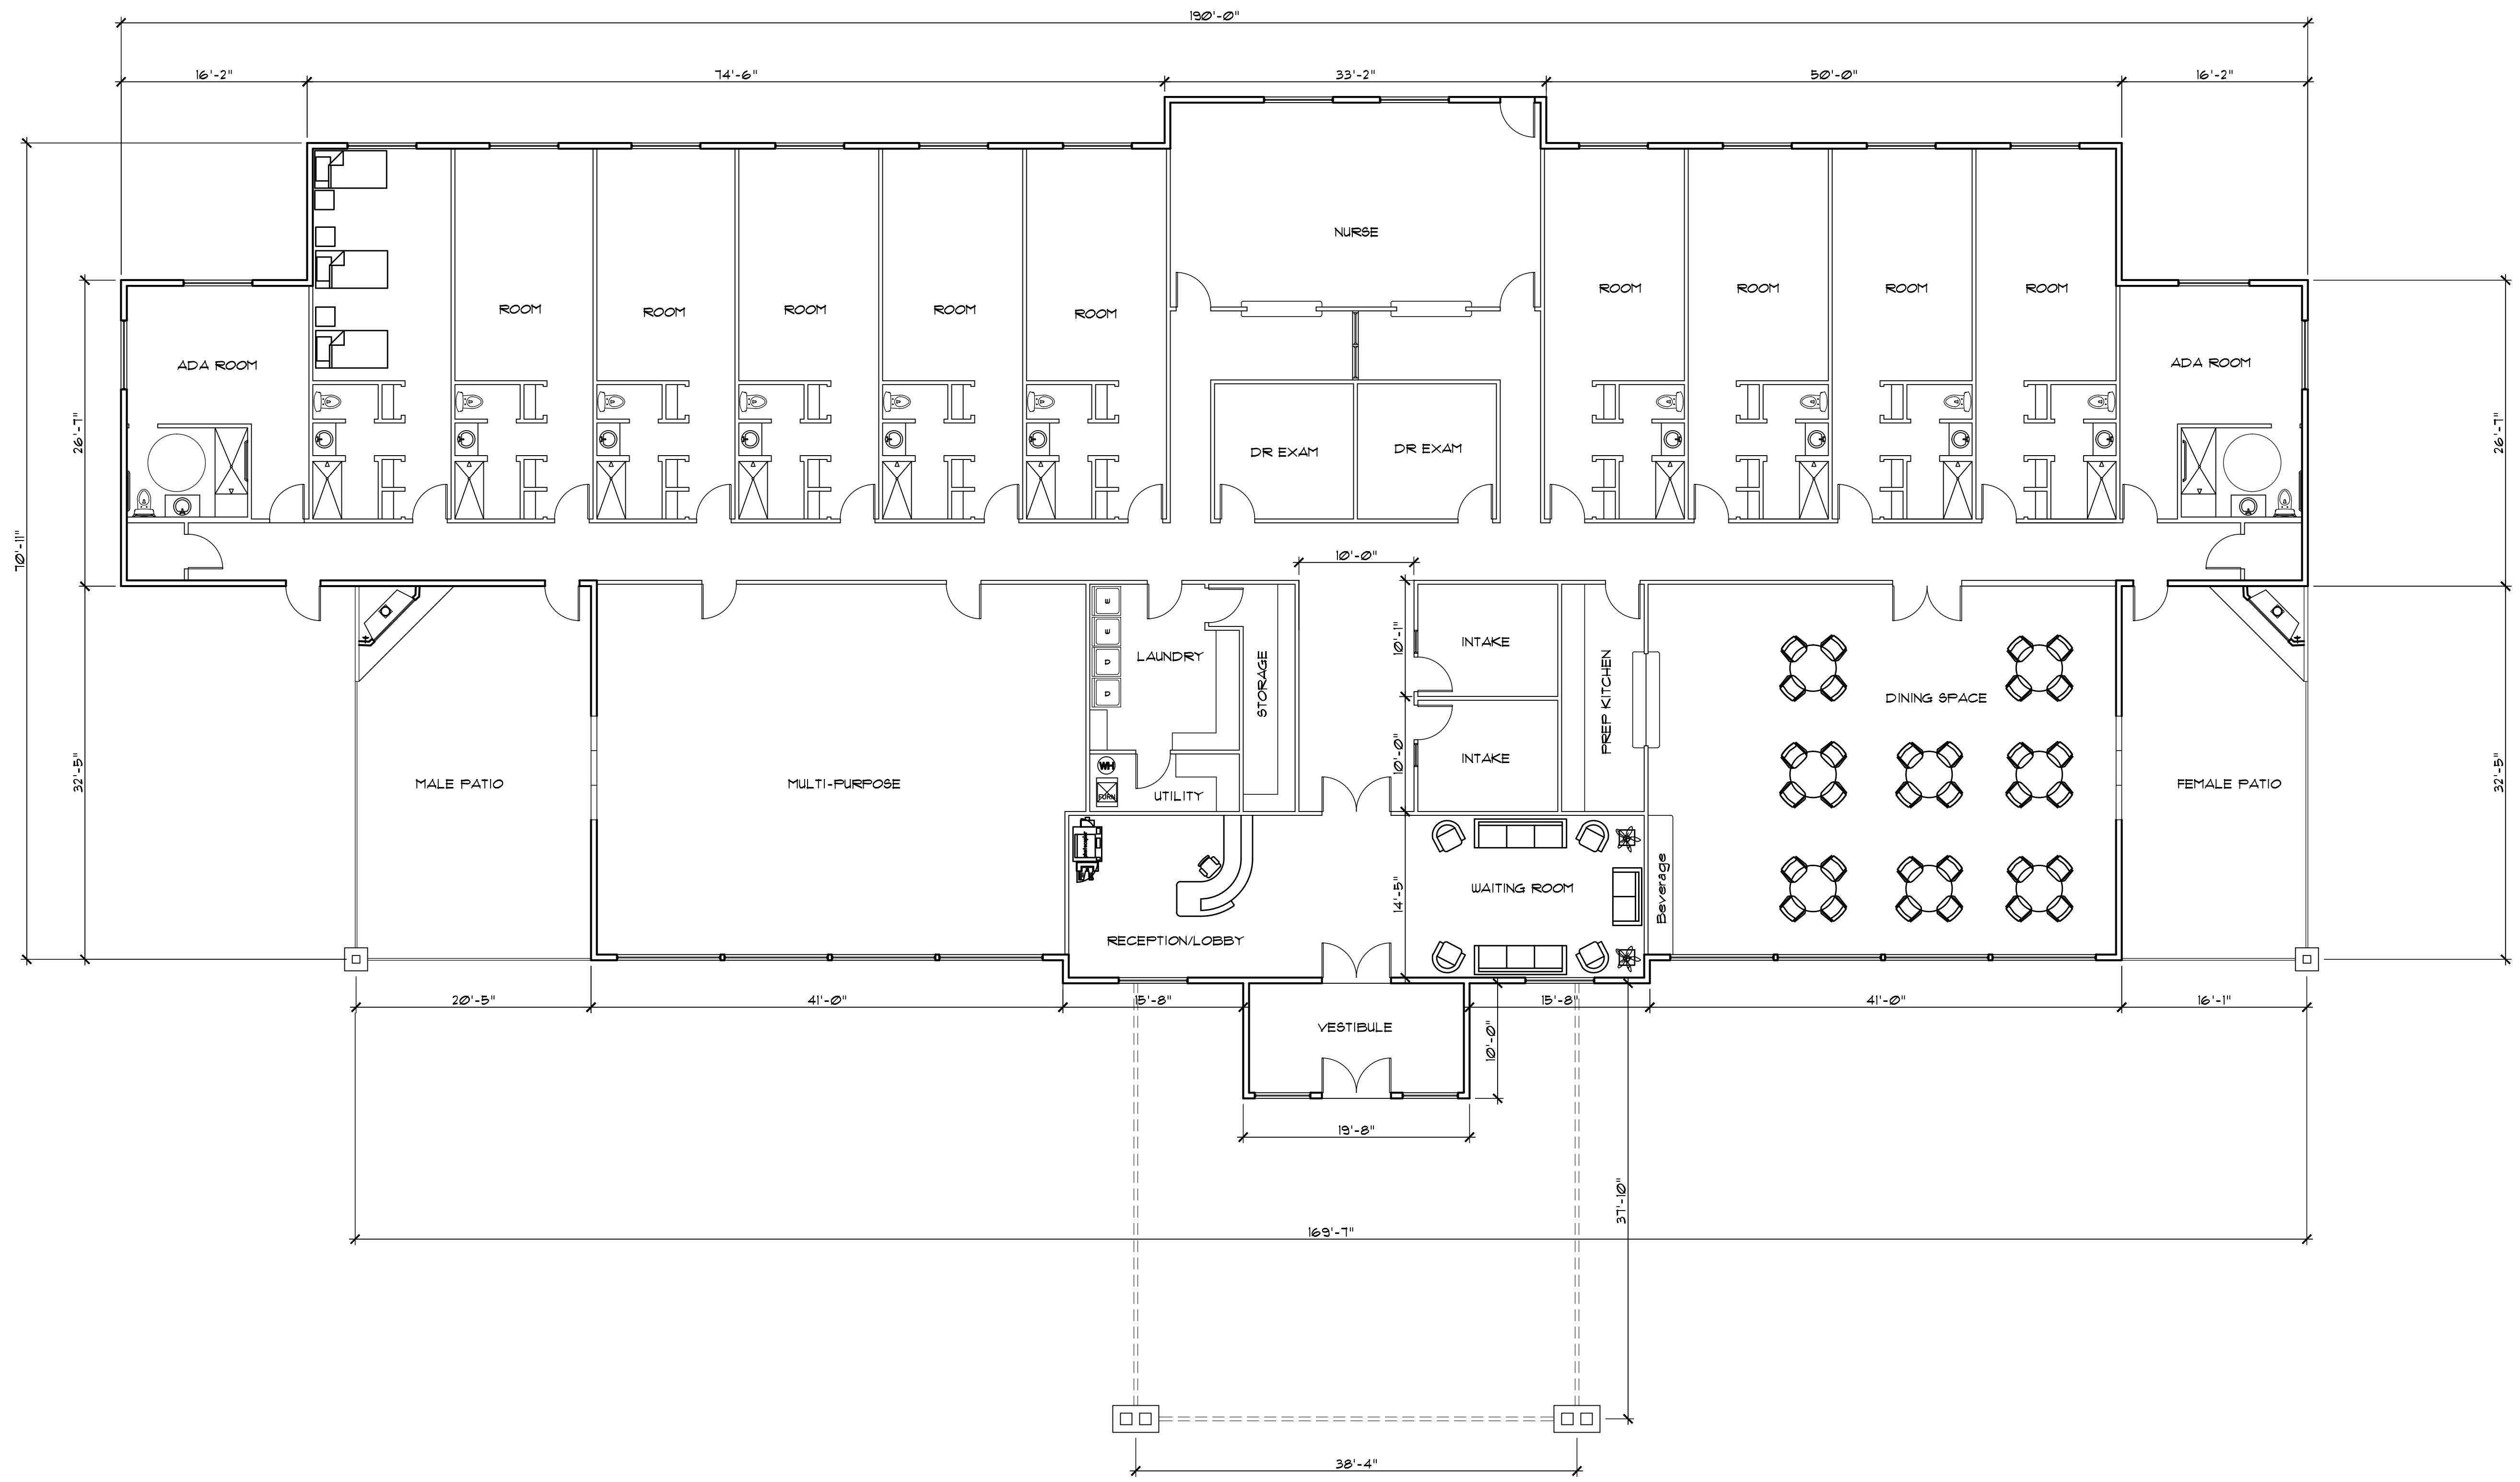 190'-0"
16'-2"
74'-6"
33'-2"
50'-0"
16'-2"
NURSE
ROOM
ROOM
ROOM
ROOM
ROOM
ROOM
ROOM
ROOM
ROOM
ADA ROOM
ADA ROOM
DR EXAM
DR EXAM
26'-7"
26'-7"
70'-11"
10'-0"
W
W
D
D
LAUNDRY
STORAGE
10'-1"
INTAKE
PREP KITCHEN
DINING SPACE
32'-5"
MALE PATIO
MULTI-PURPOSE
WH
FURN
UTILITY
10'-0"
INTAKE
FEMALE PATIO
32'-5"
RECEPTION/LOBBY
14'-5"
WAITING ROOM
Beverage
20'-5"
41'-0"
15'-8"
15'-8"
41'-0"
16'-1"
VESTIBULE
10'-0"
19'-8"
37'-10"
169'-7"
38'-4"